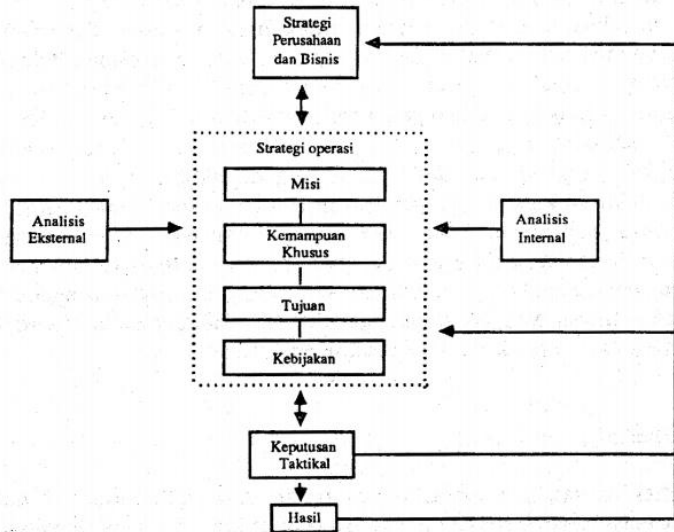 Strategi
Perusahaan
dan Bisnis
Strategi operasi
Misi
Analisis
Eksternal
Kemampuan
Khusus
Analisis
Internal
Tujuan
Kebijakan
Keputusan
Taktikal
Hasil